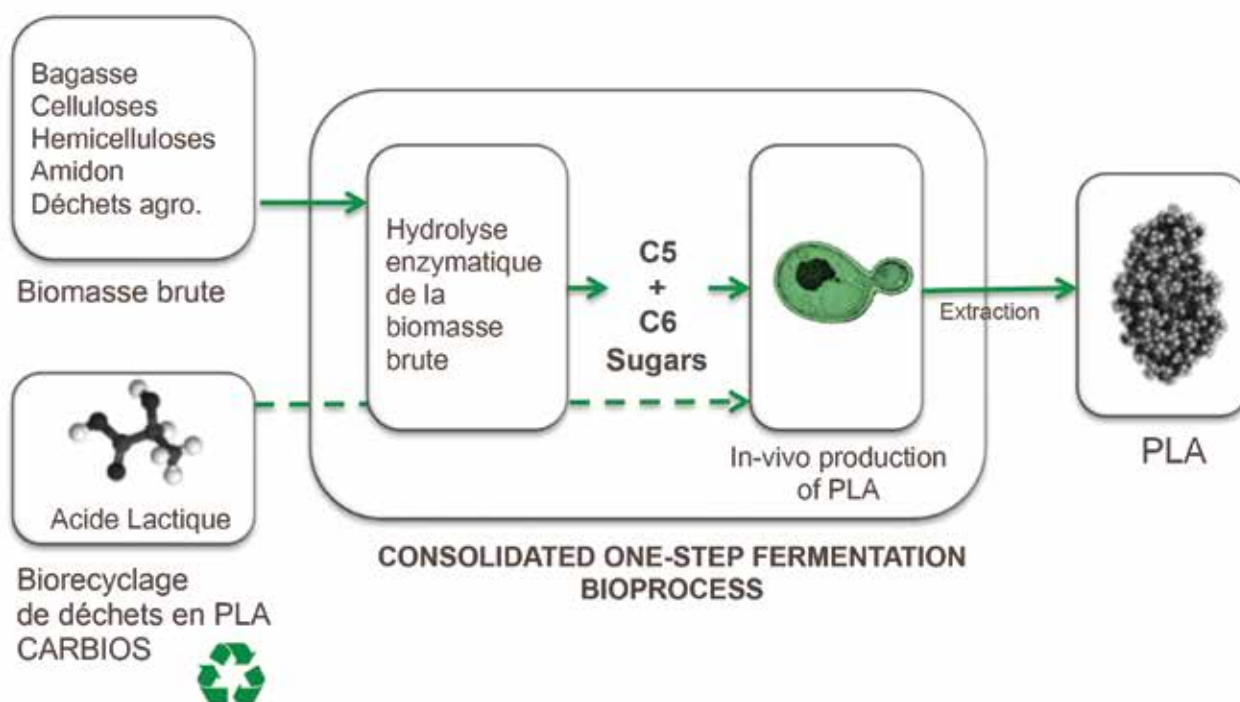 Bagasse
Celluloses
Hemicelluloses
Amidon
Déchets agro.
Biomasse brute
Hydrolyse
enzymatique
de la
biomasse
brute
C5
+
C6
Sugars
In-vivo production
of PLA
Extraction
PLA
Acide Lactique
Biorecyclage
de déchets en PLA
CARBIOS
CONSOLIDATED ONE-STEP FERMENTATION
BIOPROCESS